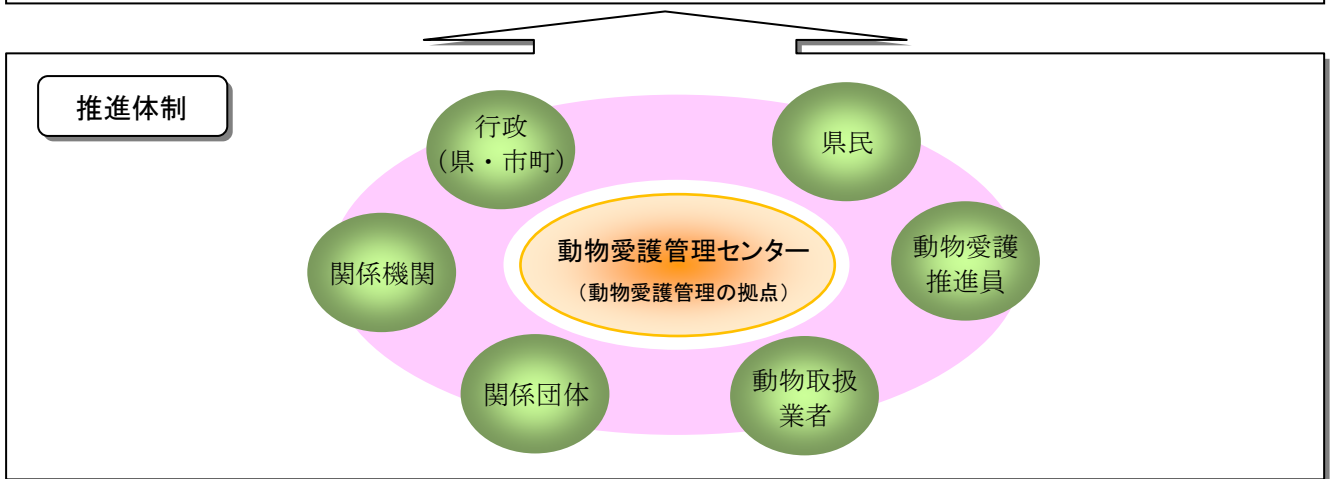 推進体制
行政
（県・市町）
県民
関係機関
動物愛護管理センター
（動物愛護管理の拠点）
動物愛護
推進員
関係団体
動物取扱
業者